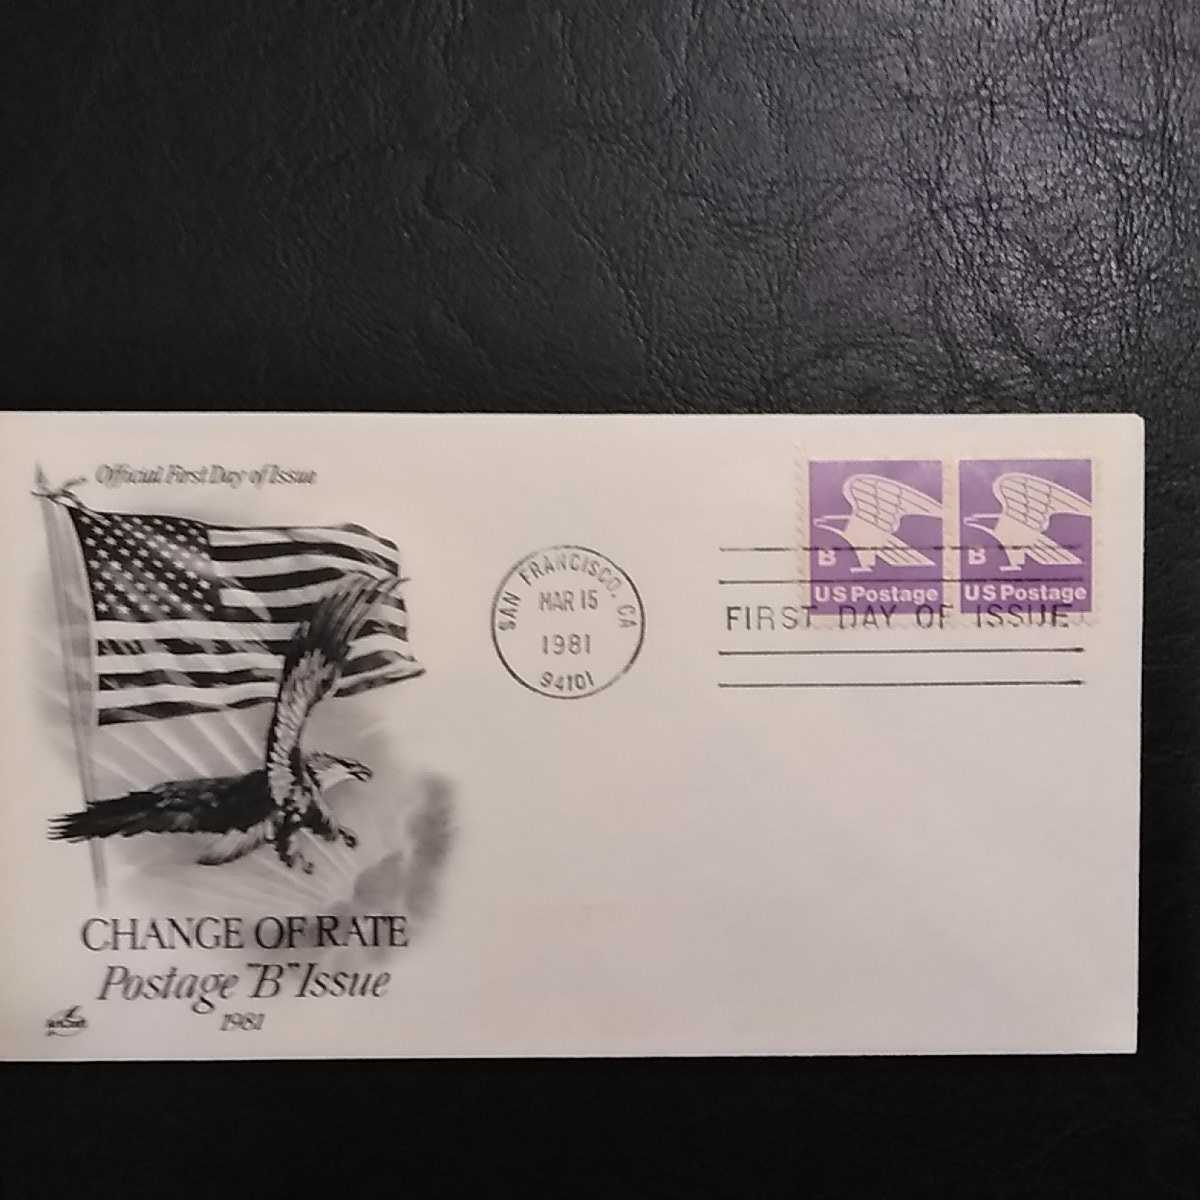 Official First Day of Issue
B
US Postage
B
US Postage
SAN FRANCISCO, CA
MAR 15
1981
94101
FIRST DAY OF ISSUE
CHANGE OF RATE
Postage "B" Issue
1981